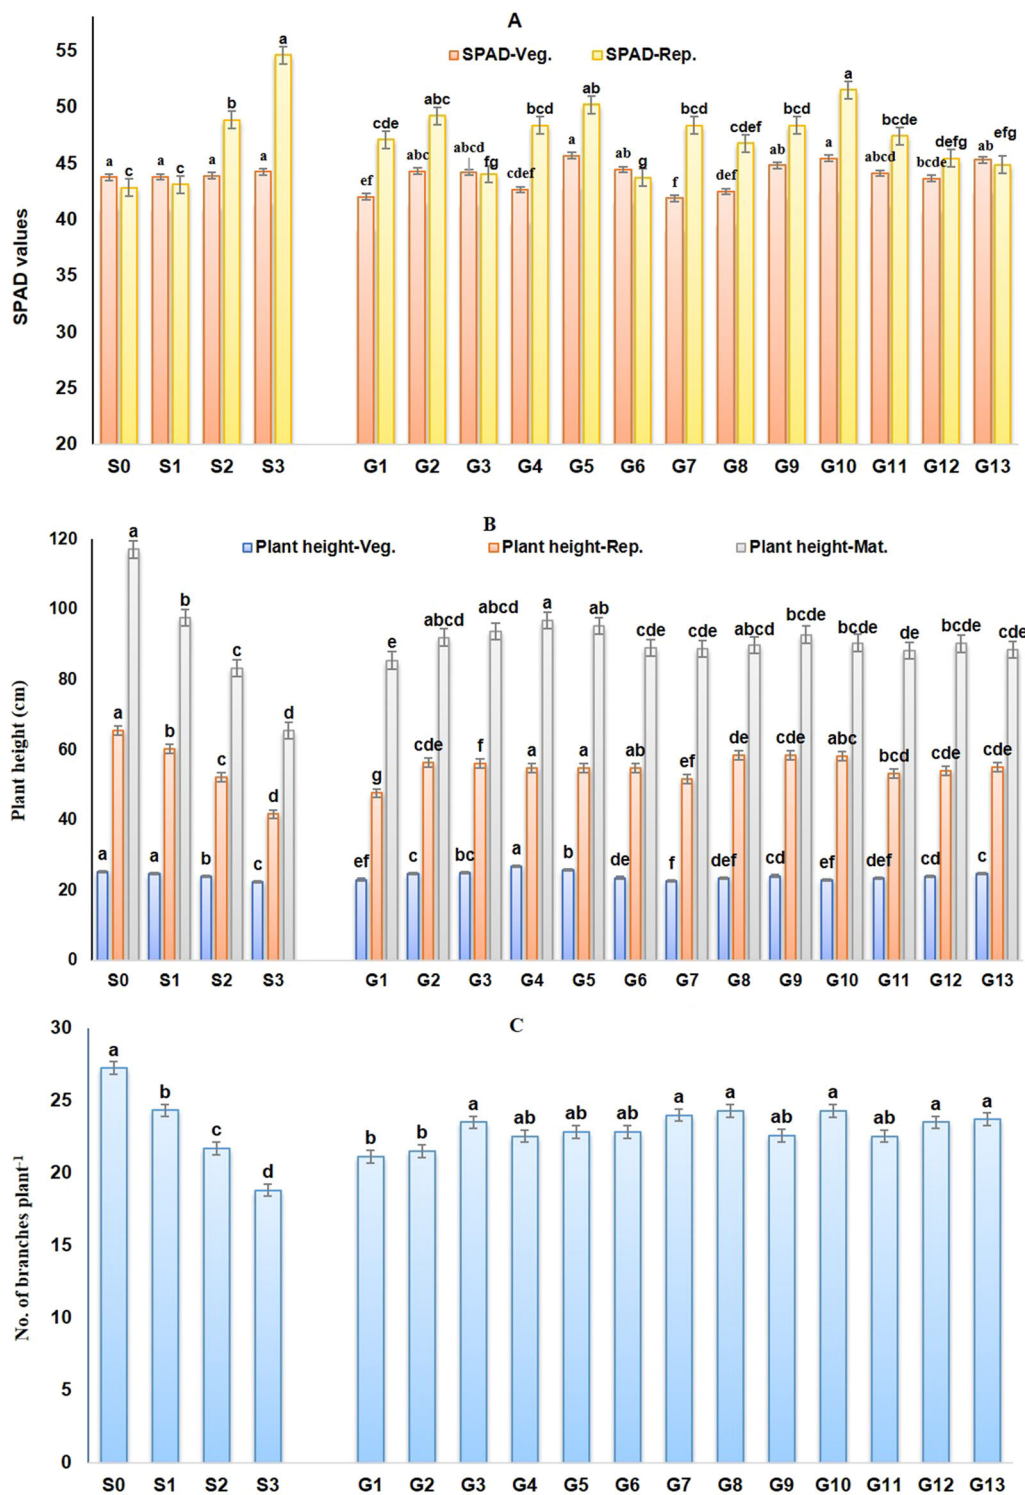 A
SPAD-Veg. SPAD-Rep.
SPAD values
55
50
45
40
35
30
25
20
a c a c a b a a ef cde abc abc abcd fg cdef bcd a ab ab g f bcd def cdef ab bcd a a abcd bcde bcde defg ab efg
S0 S1 S2 S3 G1 G2 G3 G4 G5 G6 G7 G8 G9 G10 G11 G12 G13
B
Plant height-Veg. Plant height-Rep. Plant height-Mat.
Plant height (cm)
120
100
80
60
40
20
0
a b c d e abcd abcd a ab cde cde abcd bcde bcde de bcde cde
a b c d g cde f a a ab ef de cde abc bcd cde cde
a a b c ef c bc a b de f def cd ef def cd c
S0 S1 S2 S3 G1 G2 G3 G4 G5 G6 G7 G8 G9 G10 G11 G12 G13
C
No. of branches plant⁻¹
30
25
20
15
10
5
0
a b c d b b a ab ab ab a a ab a ab a a
S0 S1 S2 S3 G1 G2 G3 G4 G5 G6 G7 G8 G9 G10 G11 G12 G13